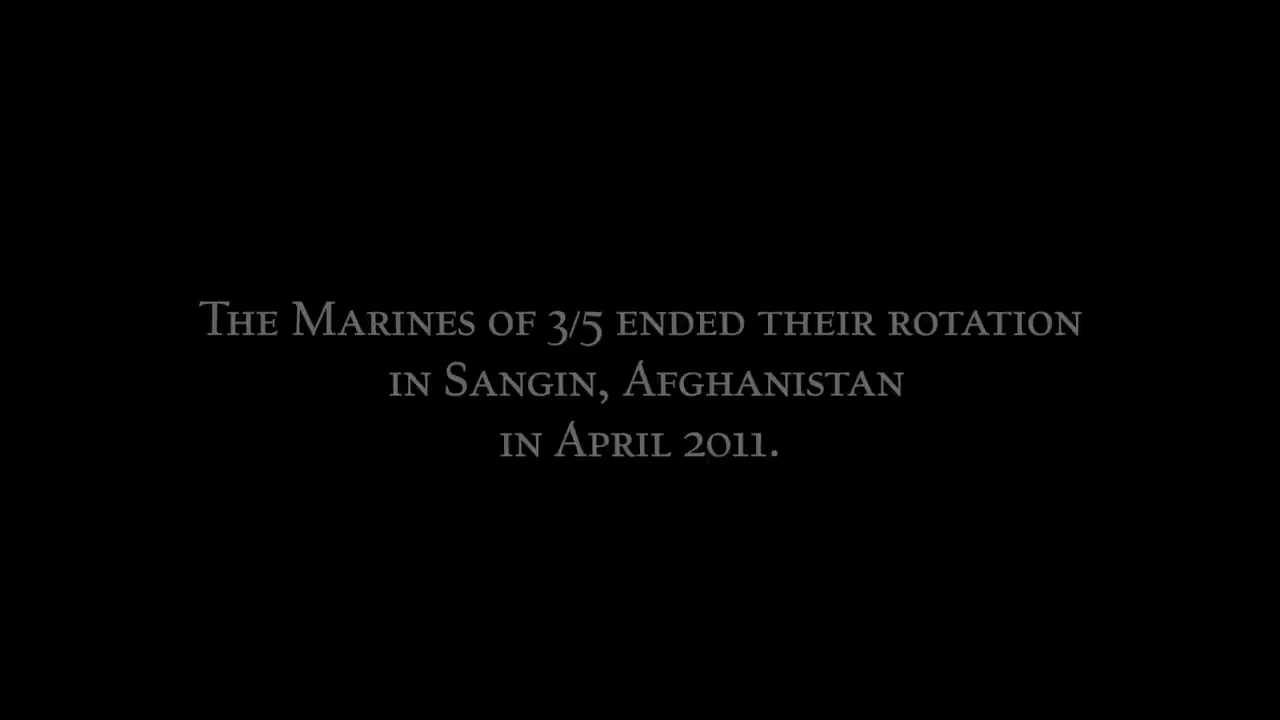 The Marines of 3/5 ended their rotation
in Sangin, Afghanistan
in April 2011.